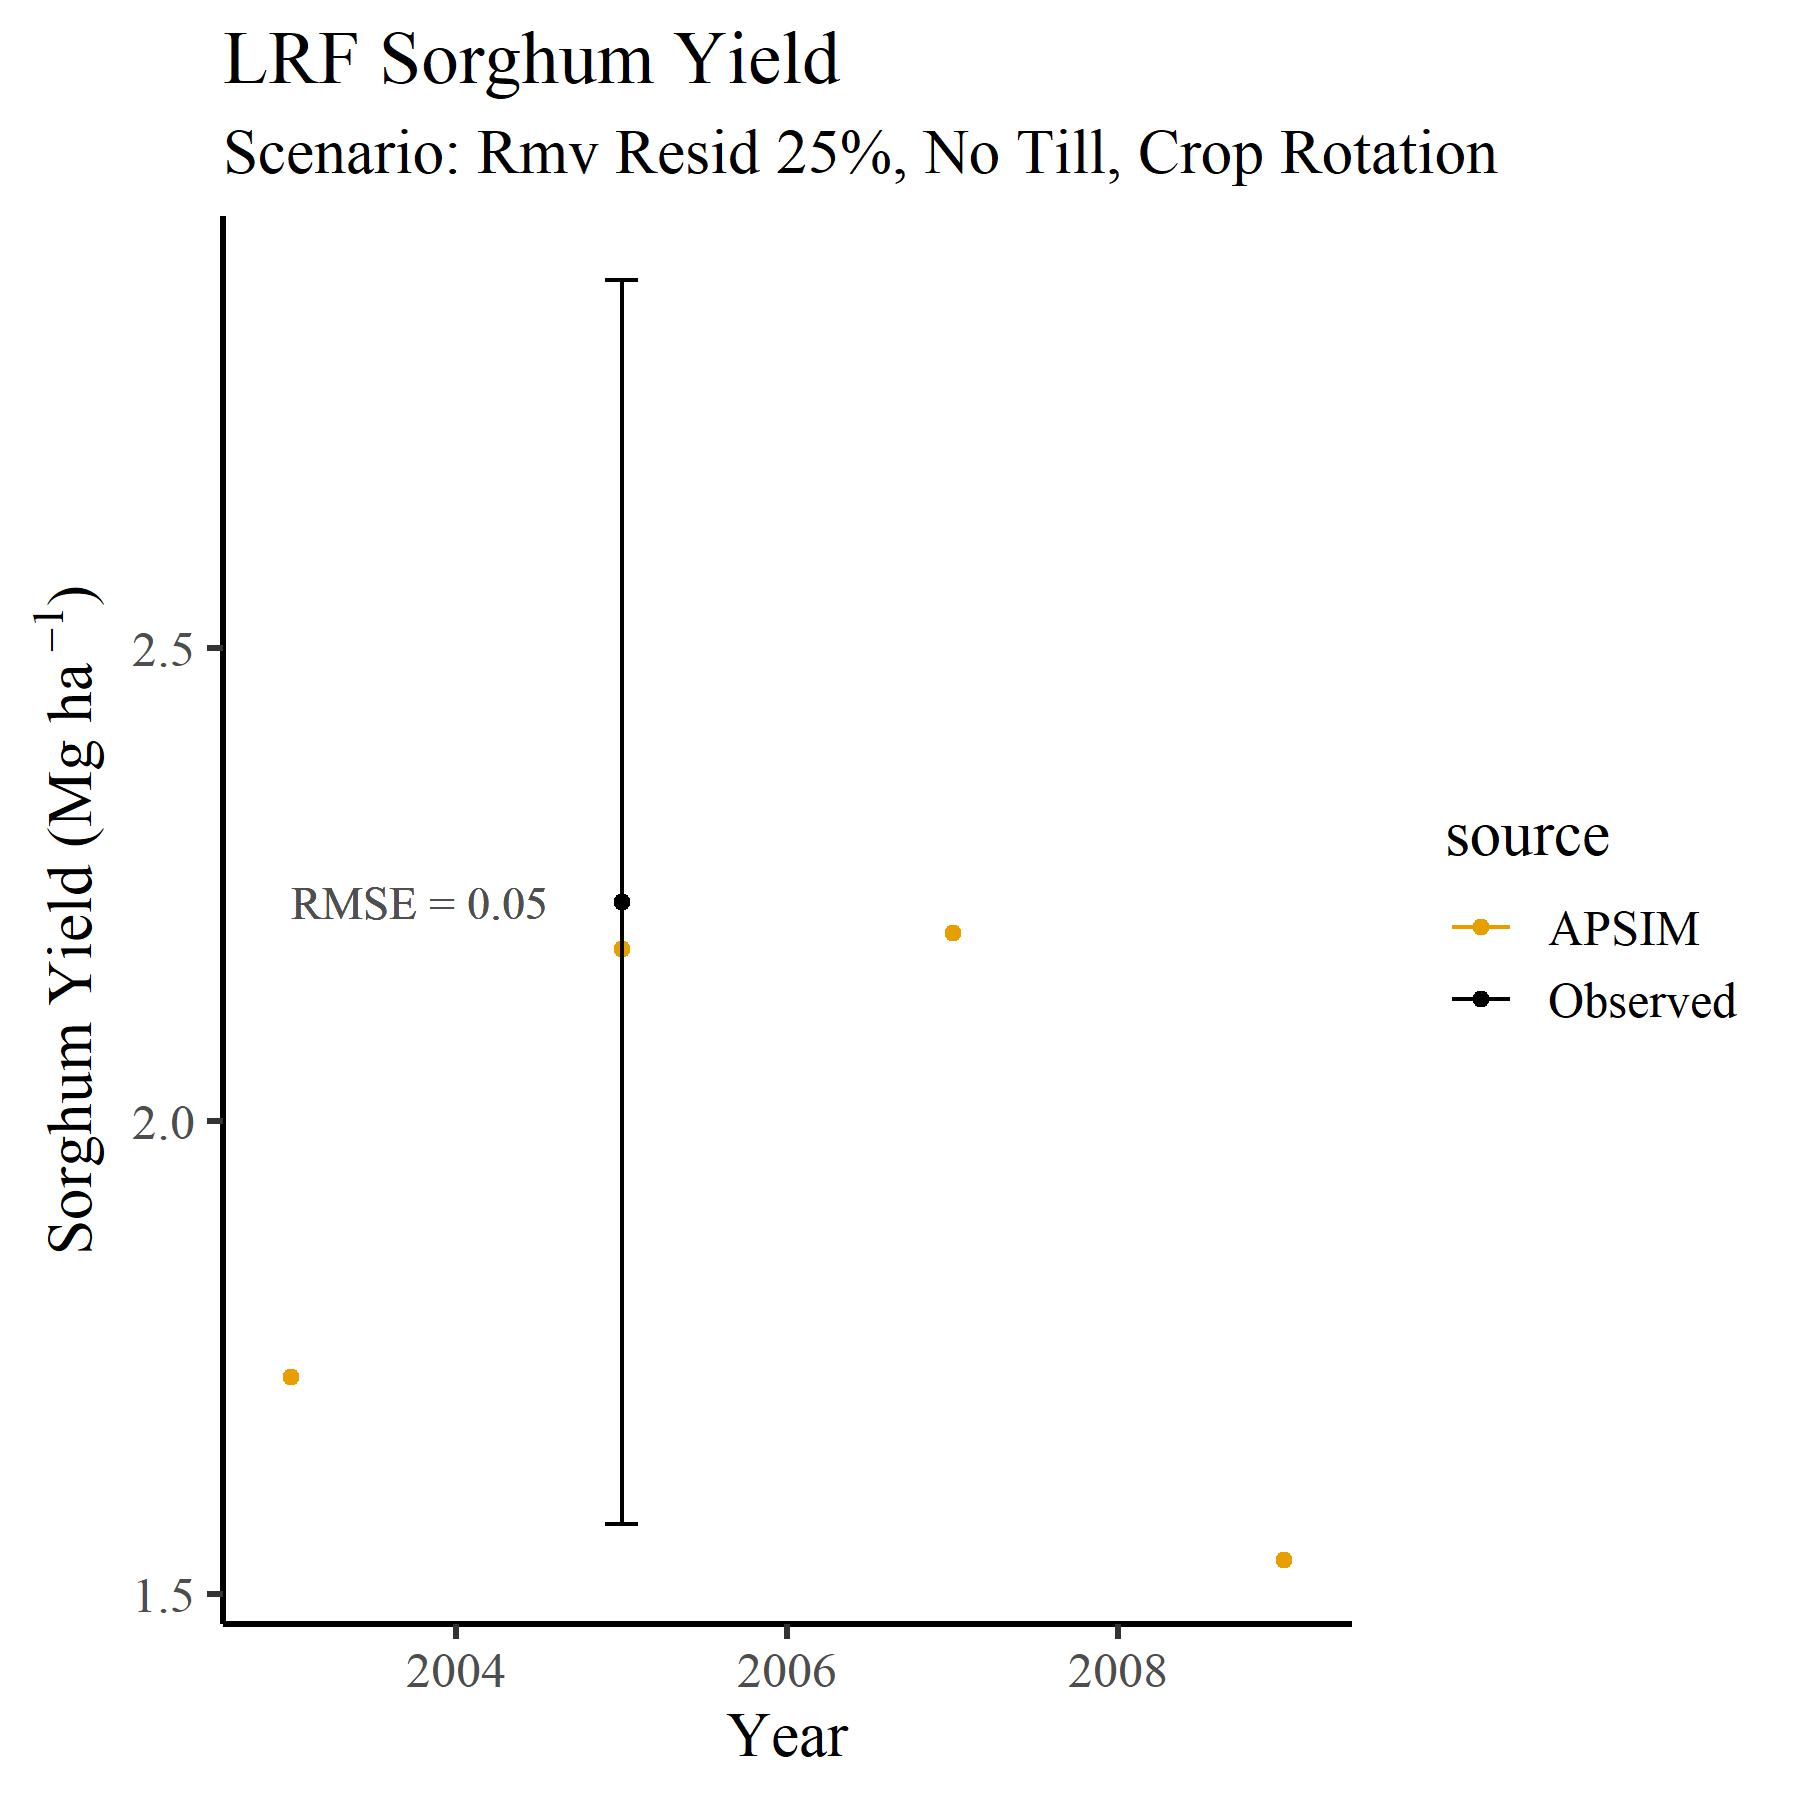 LRF Sorghum Yield
Scenario: Rmv Resid 25%, No Till, Crop Rotation
Sorghum Yield (Mg ha⁻¹)
2.5
2.0
1.5
RMSE = 0.05
2004 2006 2008
Year
source
APSIM
Observed